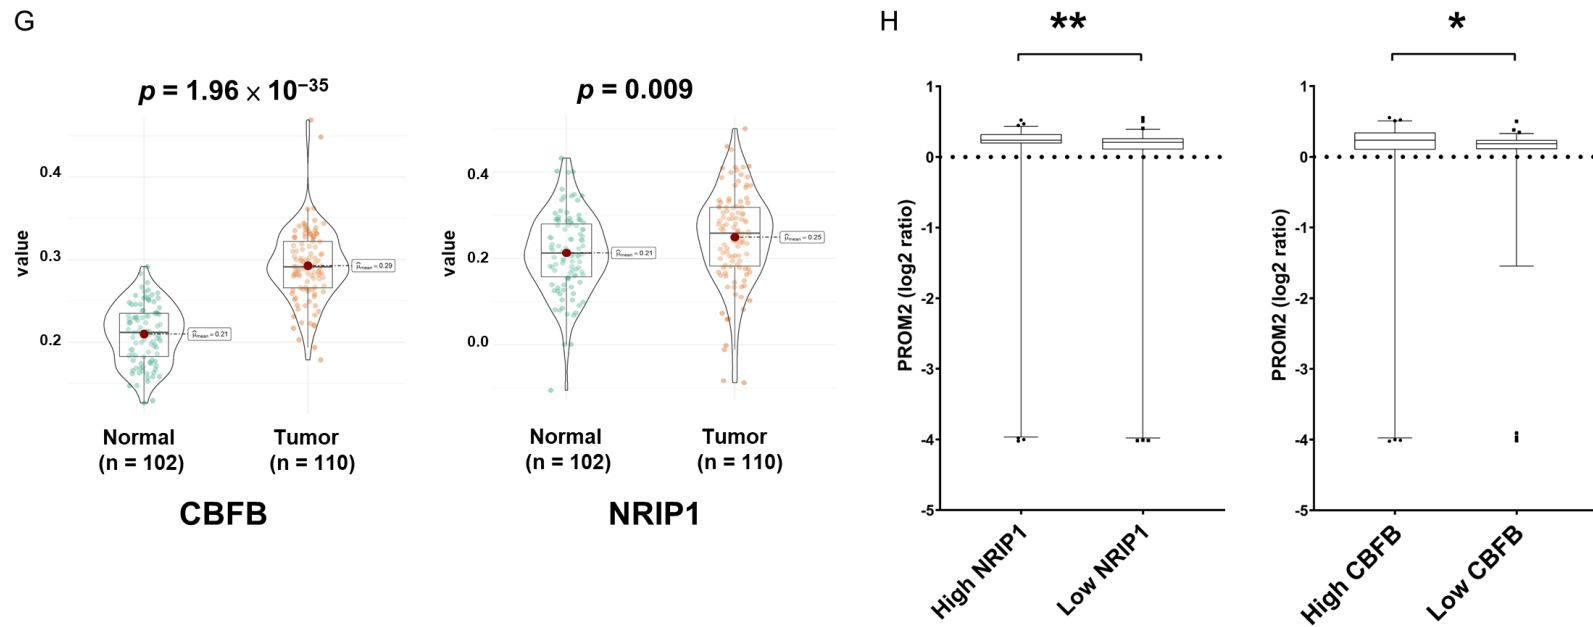 G
p = 1.96 × 10⁻³⁵
value
0.4
0.3
0.2
μ̂mean = 0.21
μ̂mean = 0.29
Normal
(n = 102)
Tumor
(n = 110)
CBFB
p = 0.009
value
0.4
0.2
0.0
μ̂mean = 0.21
μ̂mean = 0.25
Normal
(n = 102)
Tumor
(n = 110)
NRIP1
H
**
PROM2 (log2 ratio)
1
0
-1
-2
-3
-4
-5
High NRIP1
Low NRIP1
*
PROM2 (log2 ratio)
1
0
-1
-2
-3
-4
-5
High CBFB
Low CBFB